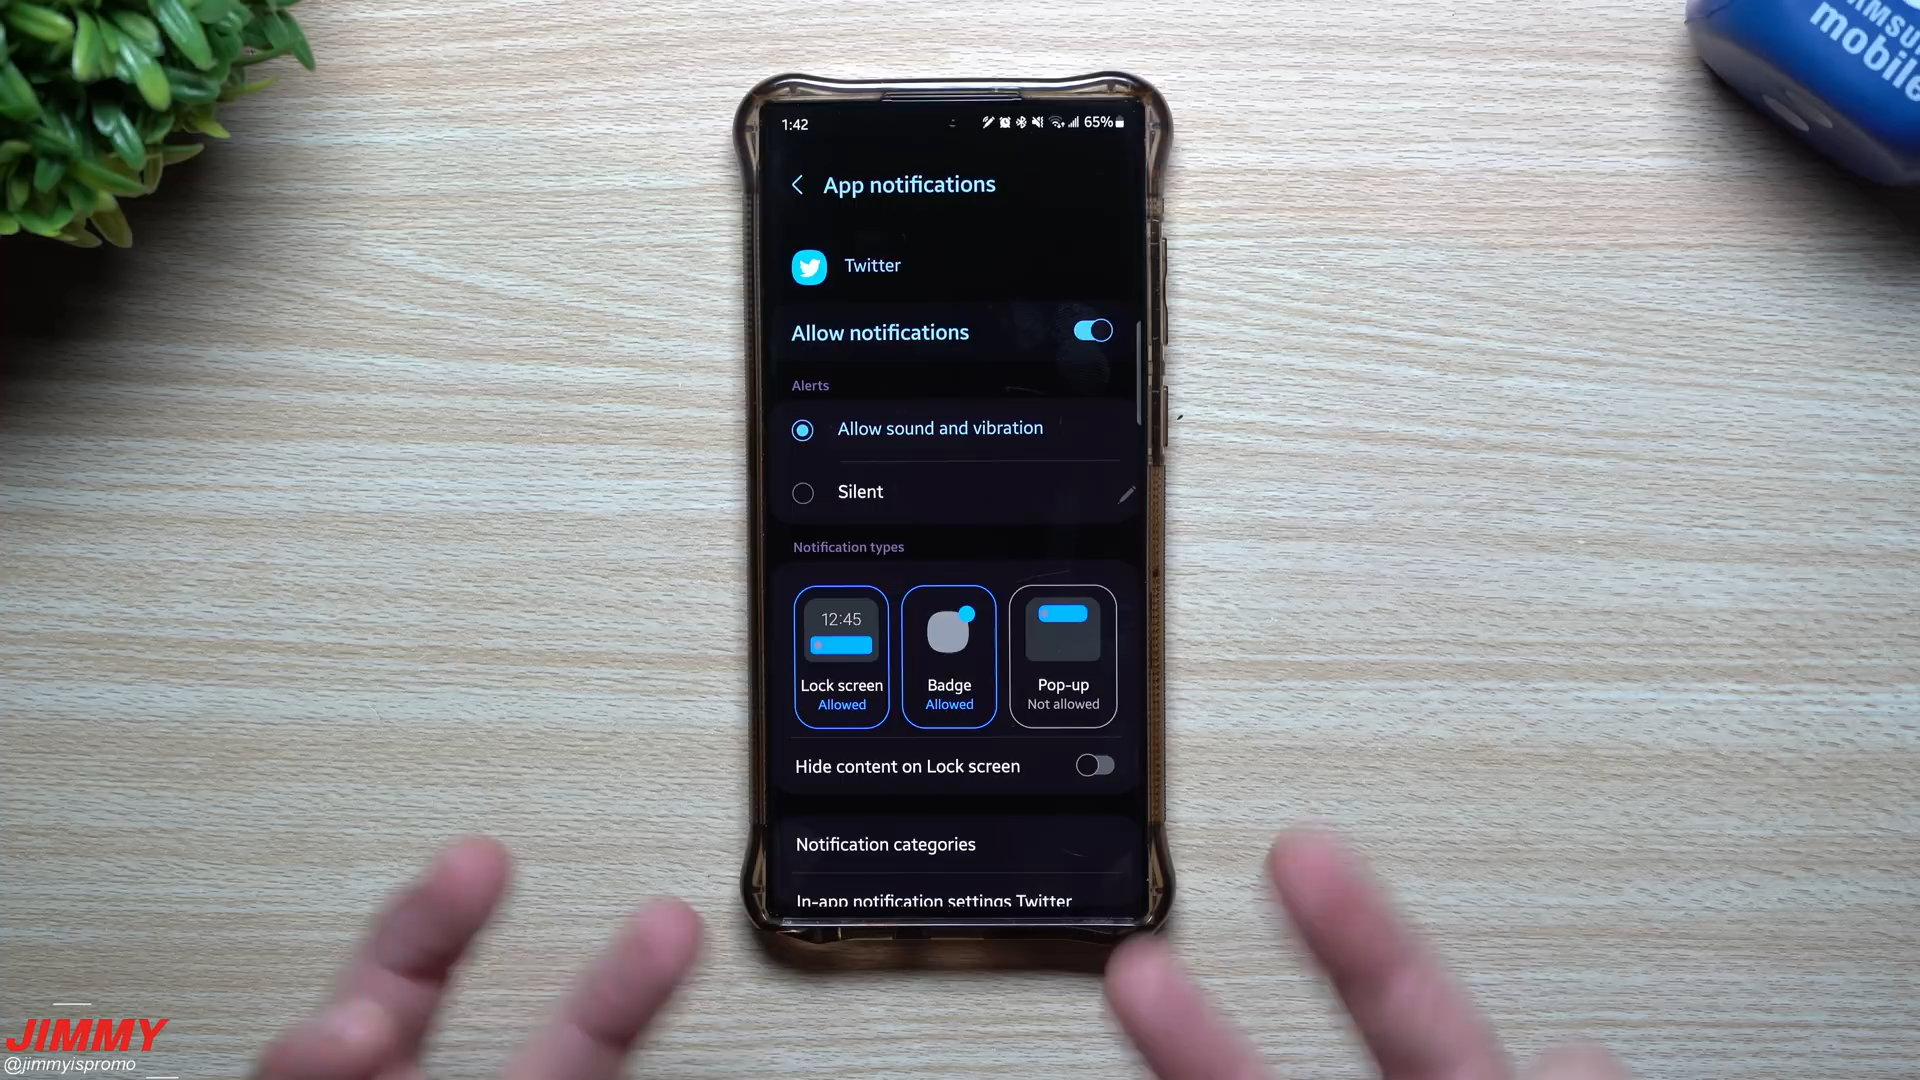 SAMSU
mobile
1:42
65%
App notifications
Twitter
Allow notifications
Alerts
Allow sound and vibration
Silent
Notification types
12:45
Lock screen
Allowed
Badge
Allowed
Pop-up
Not allowed
Hide content on Lock screen
Notification categories
In-app notification settings Twitter
JIMMY
@jimmyispromo